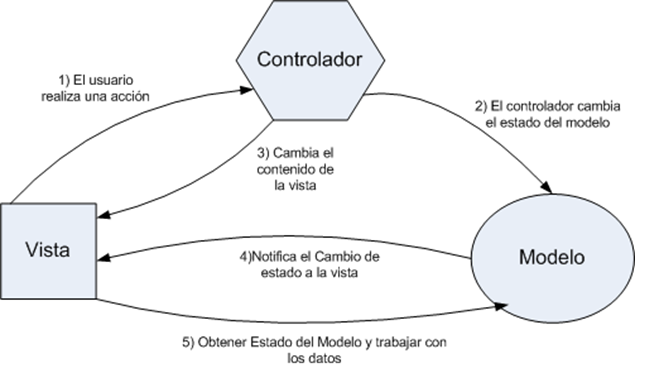 Controlador
1) El usuario
realiza una acción
2) El controlador cambia
el estado del modelo
3) Cambia el
contenido de
la vista
Vista
4)Notifica el Cambio de
estado a la vista
Modelo
5) Obtener Estado del Modelo y trabajar con
los datos